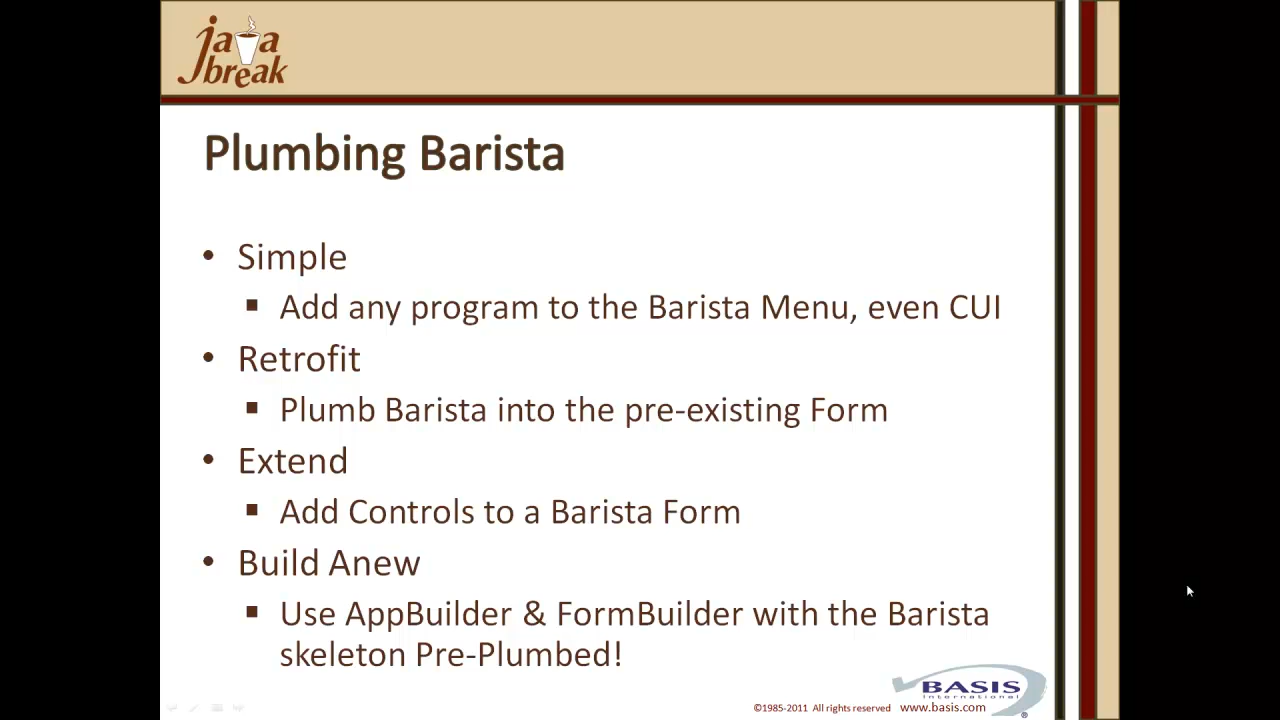 java
break
Plumbing Barista
• Simple
▪ Add any program to the Barista Menu, even CUI
• Retrofit
▪ Plumb Barista into the pre-existing Form
• Extend
▪ Add Controls to a Barista Form
• Build Anew
▪ Use AppBuilder & FormBuilder with the Barista
skeleton Pre-Plumbed!
BASIS
International
®
©1985-2011 All rights reserved www.basis.com